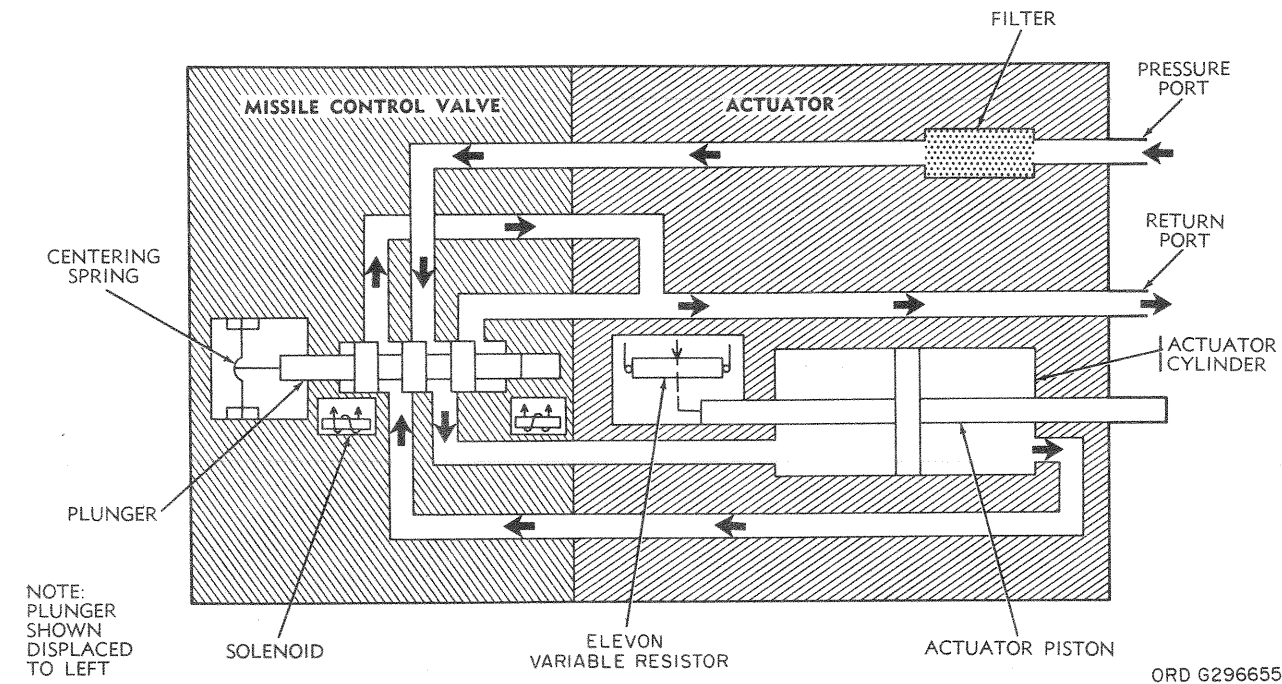 FILTER
PRESSURE
PORT
MISSILE CONTROL VALVE
ACTUATOR
RETURN
PORT
CENTERING
SPRING
ACTUATOR
CYLINDER
PLUNGER
NOTE:
PLUNGER
SHOWN
DISPLACED
TO LEFT
SOLENOID
ELEVON
VARIABLE RESISTOR
ACTUATOR PISTON
ORD G296655